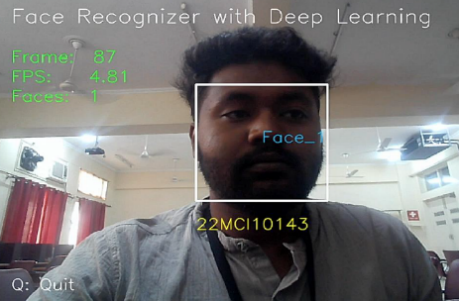 Face Recognizer with Deep Learning
Frame: 87
FPS: 4.81
Faces: 1
Face_1
22MCI10143
Q: Quit